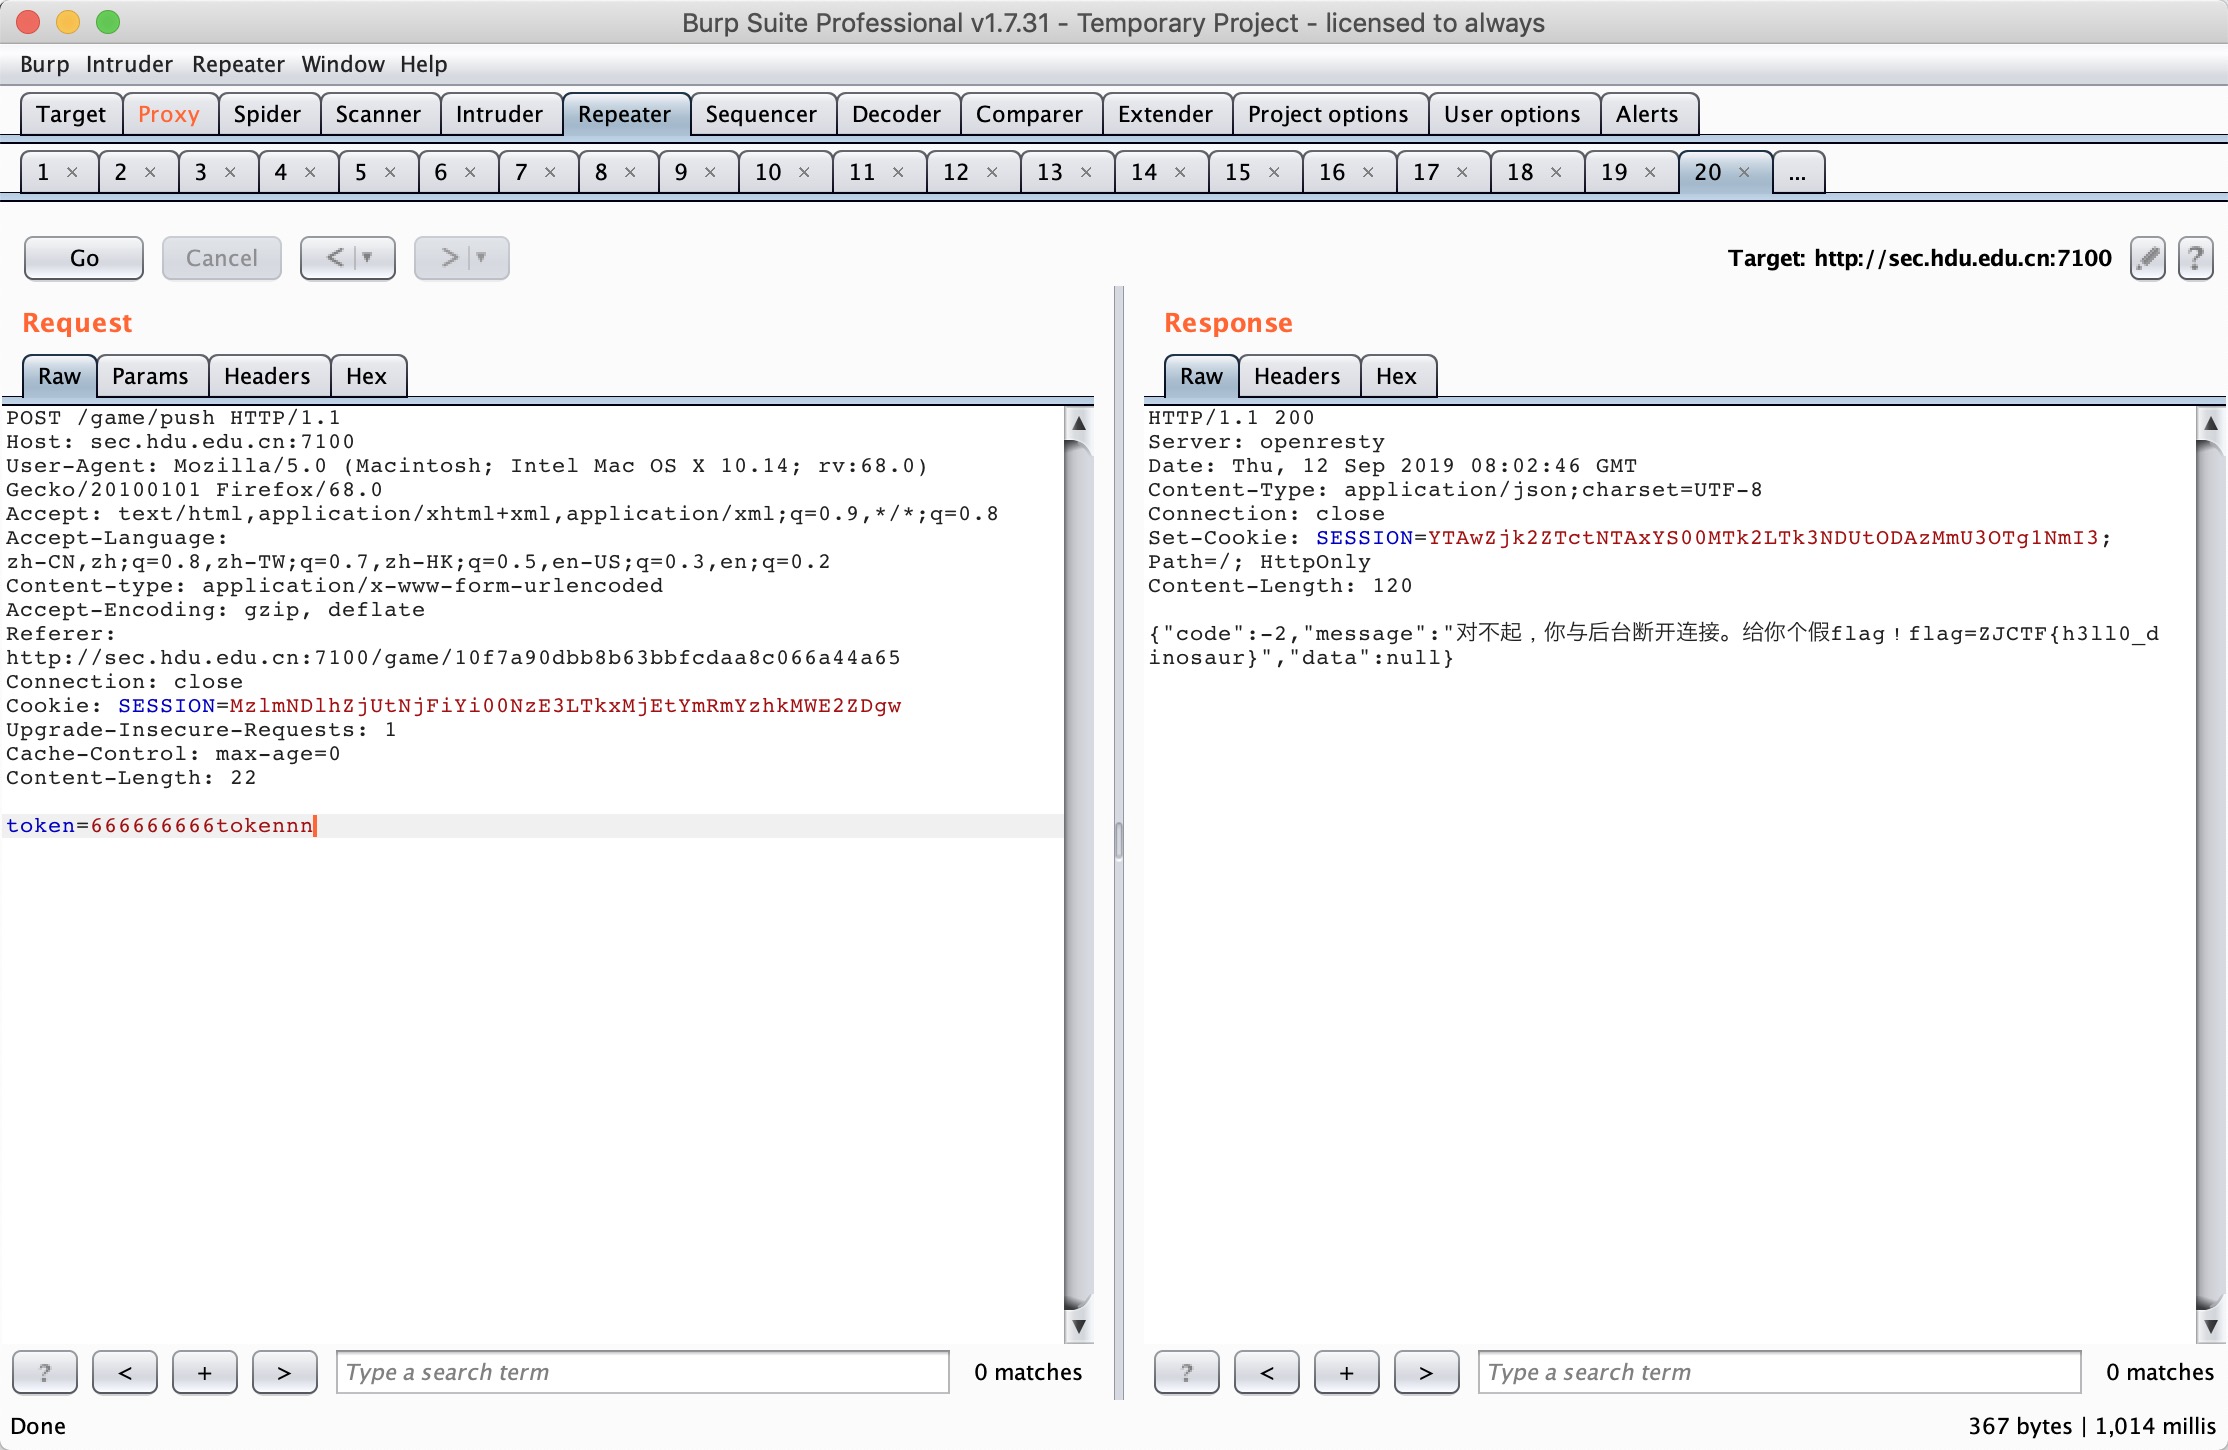 Burp Suite Professional v1.7.31 - Temporary Project - licensed to always
Burp Intruder Repeater Window Help
Target Proxy Spider Scanner Intruder Repeater Sequencer Decoder Comparer Extender Project options User options Alerts
1 × 2 × 3 × 4 × 5 × 6 × 7 × 8 × 9 × 10 × 11 × 12 × 13 × 14 × 15 × 16 × 17 × 18 × 19 × 20 × ...
Go Cancel < > Target: http://sec.hdu.edu.cn:7100 ?
Request
Raw Params Headers Hex
POST /game/push HTTP/1.1
Host: sec.hdu.edu.cn:7100
User-Agent: Mozilla/5.0 (Macintosh; Intel Mac OS X 10.14; rv:68.0)
Gecko/20100101 Firefox/68.0
Accept: text/html,application/xhtml+xml,application/xml;q=0.9,*/*;q=0.8
Accept-Language:
zh-CN,zh;q=0.8,zh-TW;q=0.7,zh-HK;q=0.5,en-US;q=0.3,en;q=0.2
Content-type: application/x-www-form-urlencoded
Accept-Encoding: gzip, deflate
Referer:
http://sec.hdu.edu.cn:7100/game/10f7a90dbb8b63bbfcdaa8c066a44a65
Connection: close
Cookie: SESSION=MzlmNDlhZjUtNjFiYi00NzE3LTkxMjEtYmRmYzhkMWE2ZDgw
Upgrade-Insecure-Requests: 1
Cache-Control: max-age=0
Content-Length: 22
token=666666666tokennn
? < + > Type a search term 0 matches
Response
Raw Headers Hex
HTTP/1.1 200
Server: openresty
Date: Thu, 12 Sep 2019 08:02:46 GMT
Content-Type: application/json;charset=UTF-8
Connection: close
Set-Cookie: SESSION=YTAwZjk2ZTctNTAxYS00MTk2LTk3NDUtODAzMmU3OTg1NmI3;
Path=/; HttpOnly
Content-Length: 120
{"code":-2,"message":"对不起，你与后台断开连接。给你个假flag！flag=ZJCTF{h3ll0_d
inosaur}","data":null}
? < + > Type a search term 0 matches
Done 367 bytes | 1,014 millis